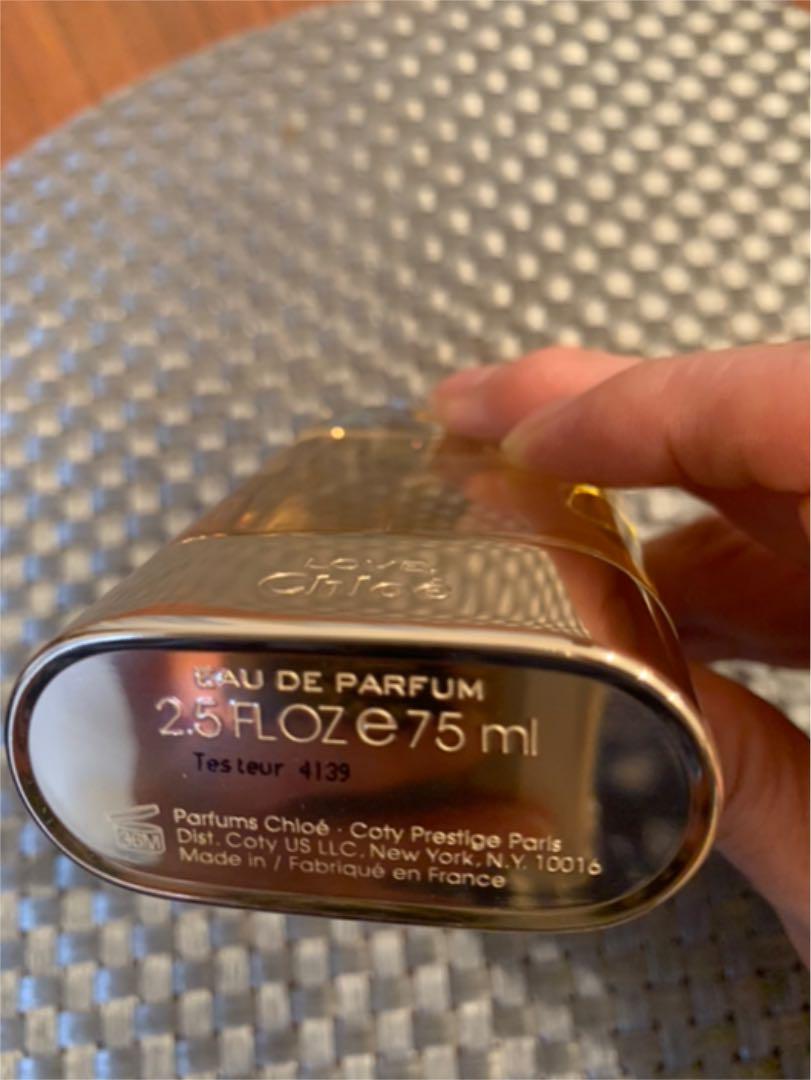 LOVE,
Chloé
EAU DE PARFUM
2.5 FL OZ e 75 ml
Testeur 4139
36M
Parfums Chloé · Coty Prestige Paris
Dist. Coty US LLC. New York, N.Y. 10016
Made in / Fabriqué en France